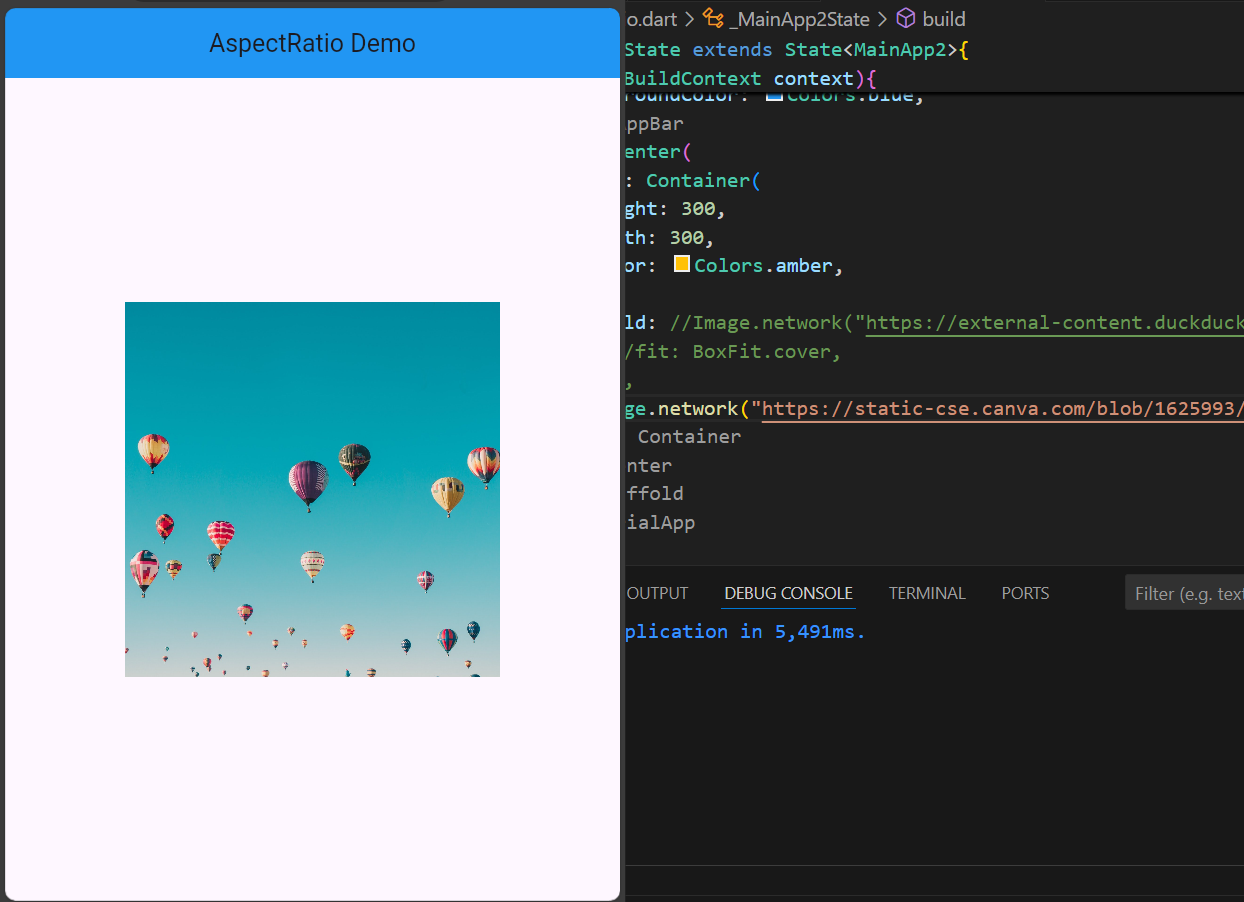 AspectRatio Demo
o.dart > _MainApp2State > build
State extends State<MainApp2>{
BuildContext context){
roundColor: Colors.blue,
ppBar
enter(
: Container(
ght: 300,
th: 300,
or: Colors.amber,
ld: //Image.network("https://external-content.duckduck
/fit: BoxFit.cover,
,
ge.network("https://static-cse.canva.com/blob/1625993/
Container
nter
ffold
ialApp
OUTPUT DEBUG CONSOLE TERMINAL PORTS Filter (e.g. text
plication in 5,491ms.